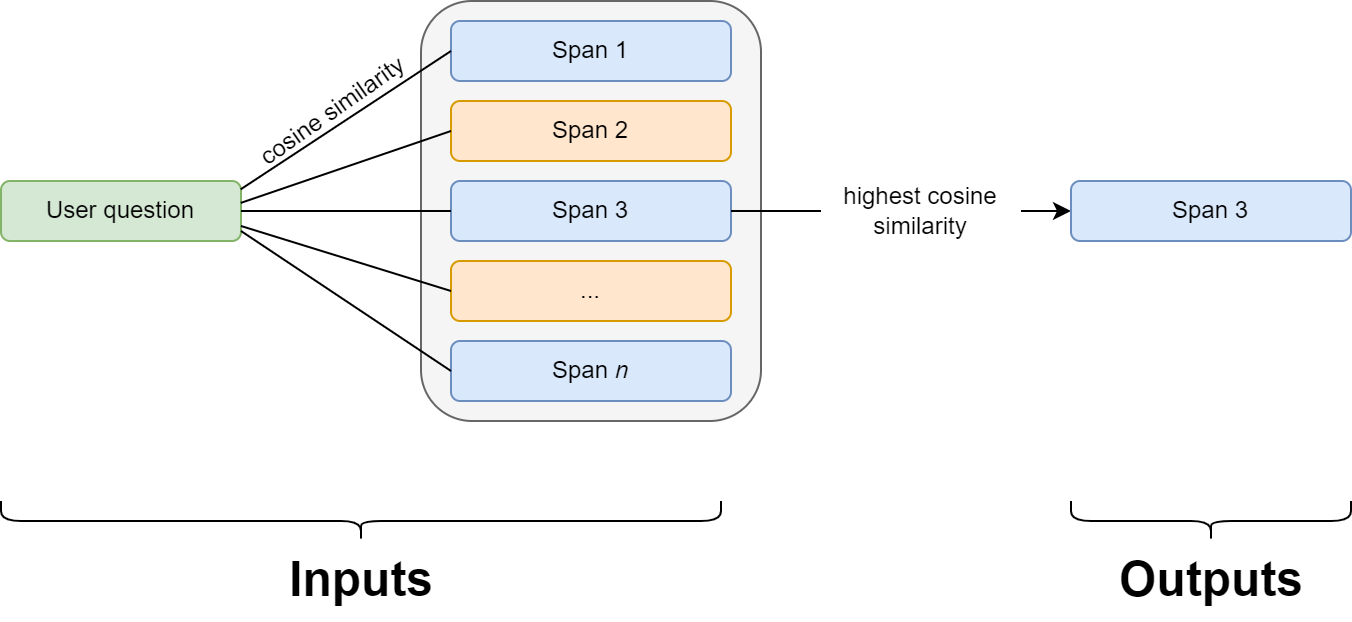 User question
cosine similarity
Span 1
Span 2
Span 3
...
Span n
highest cosine
similarity
Span 3
Inputs
Outputs